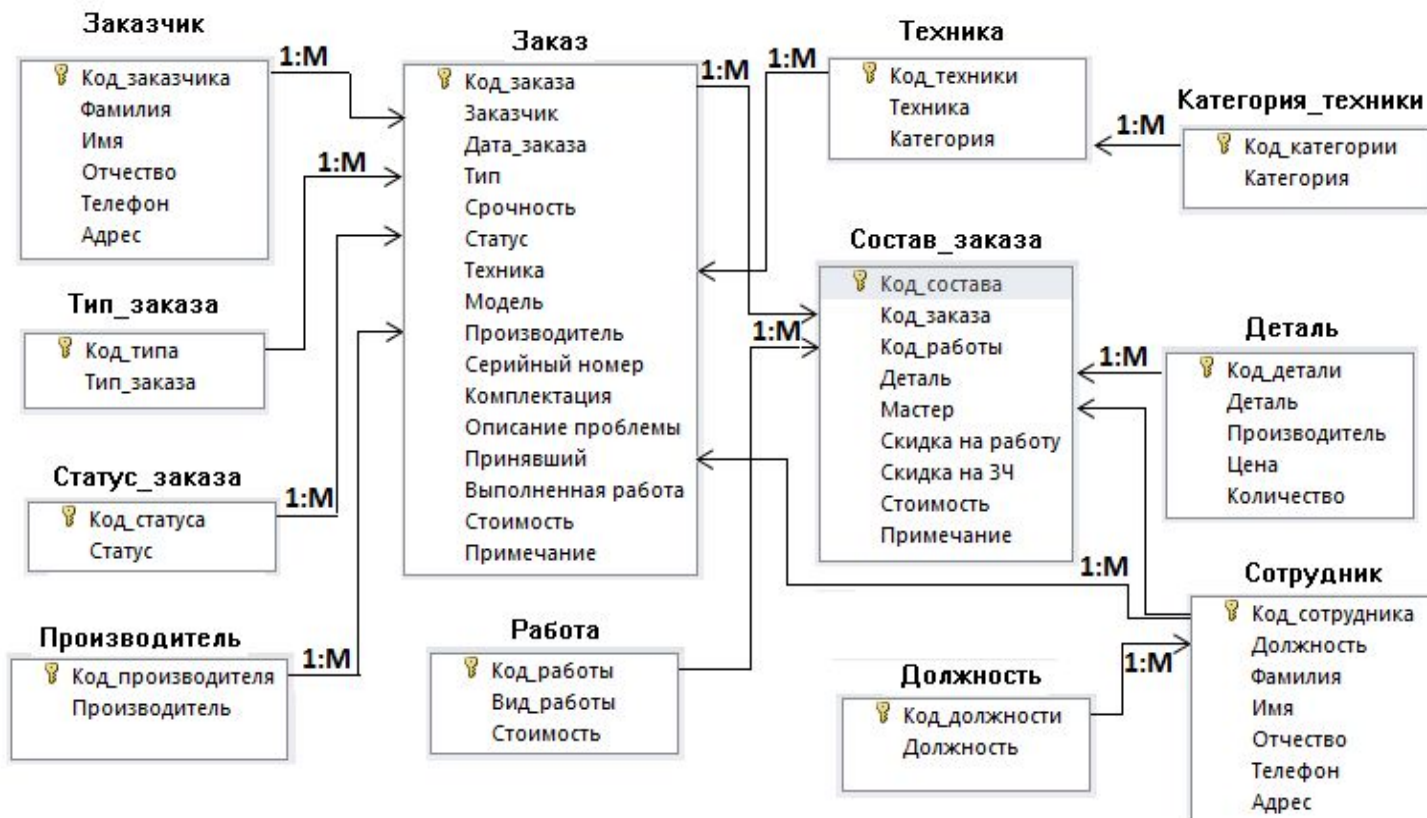 Заказчик
Код_заказчика
Фамилия
Имя
Отчество
Телефон
Адрес
1:М
Тип_заказа
Код_типа
Тип_заказа
1:М
Статус_заказа
Код_статуса
Статус
1:М
Производитель
Код_производителя
Производитель
1:М
Заказ
Код_заказа
Заказчик
Дата_заказа
Тип
Срочность
Статус
Техника
Модель
Производитель
Серийный номер
Комплектация
Описание проблемы
Принявший
Выполненная работа
Стоимость
Примечание
1:М
1:М
Работа
Код_работы
Вид_работы
Стоимость
1:М
Техника
Код_техники
Техника
Категория
1:М
Категория_техники
Код_категории
Категория
Состав_заказа
Код_состава
Код_заказа
Код_работы
Деталь
Мастер
Скидка на работу
Скидка на ЗЧ
Стоимость
Примечание
1:М
Деталь
Код_детали
Деталь
Производитель
Цена
Количество
1:М
Должность
Код_должности
Должность
1:М
Сотрудник
Код_сотрудника
Должность
Фамилия
Имя
Отчество
Телефон
Адрес